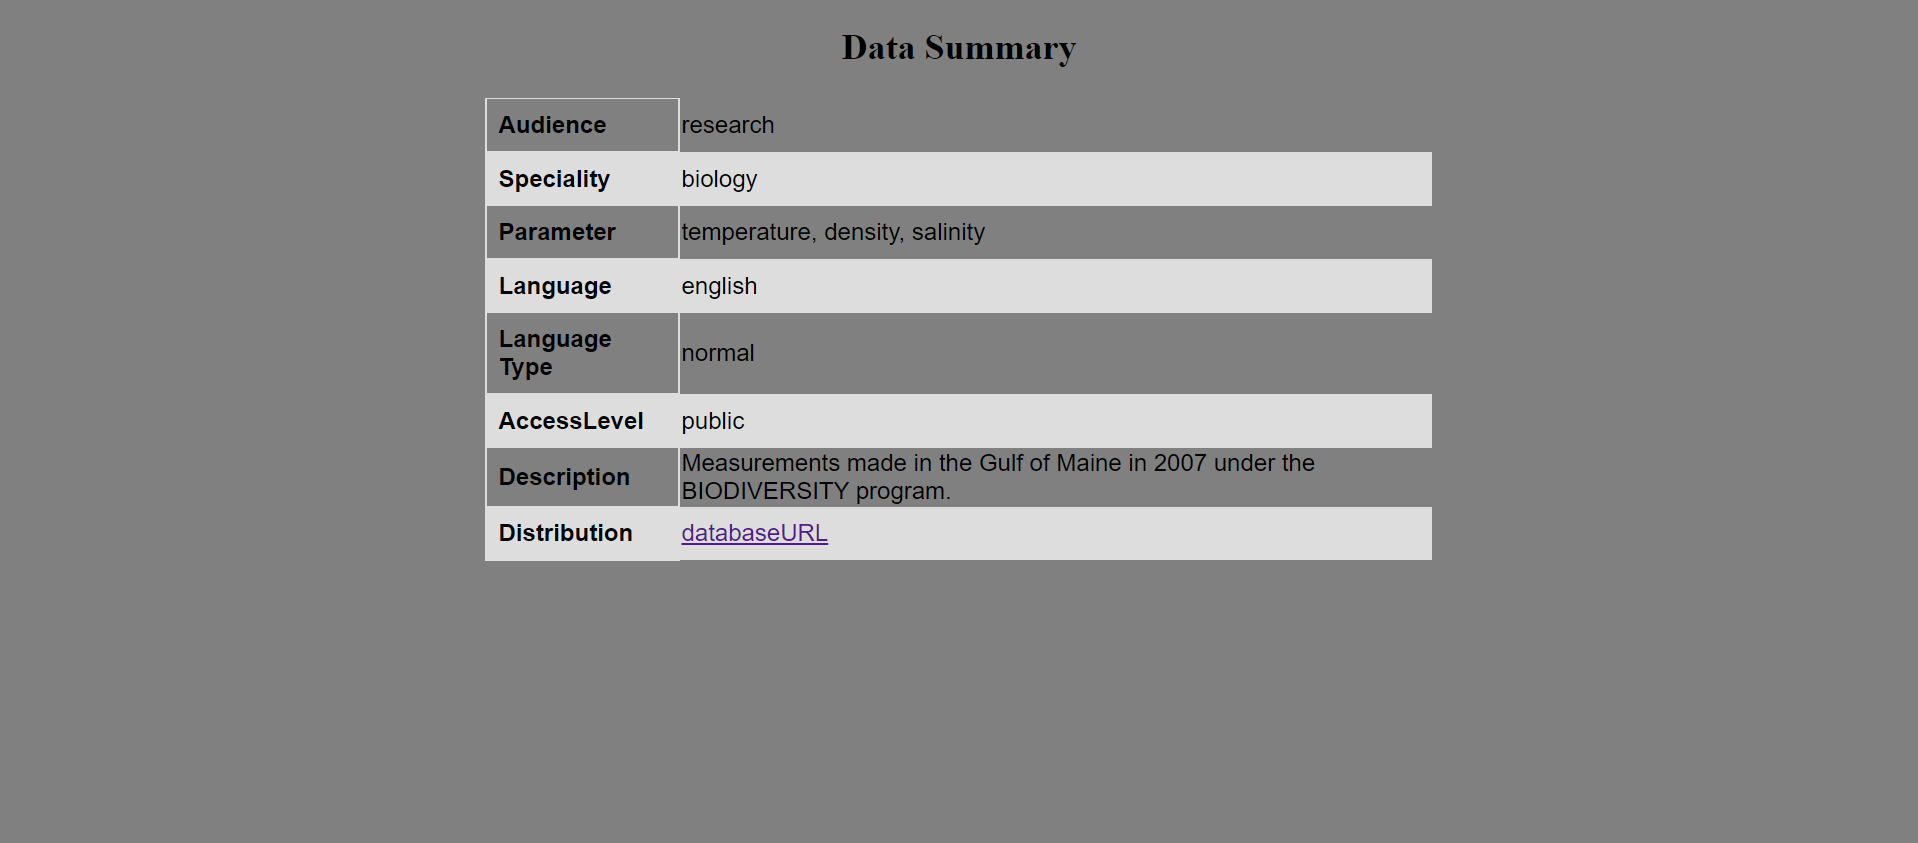 Data Summary
Audience research
Speciality biology
Parameter temperature, density, salinity
Language english
Language
Type
normal
AccessLevel public
Description
Measurements made in the Gulf of Maine in 2007 under the
BIODIVERSITY program.
Distribution databaseURL